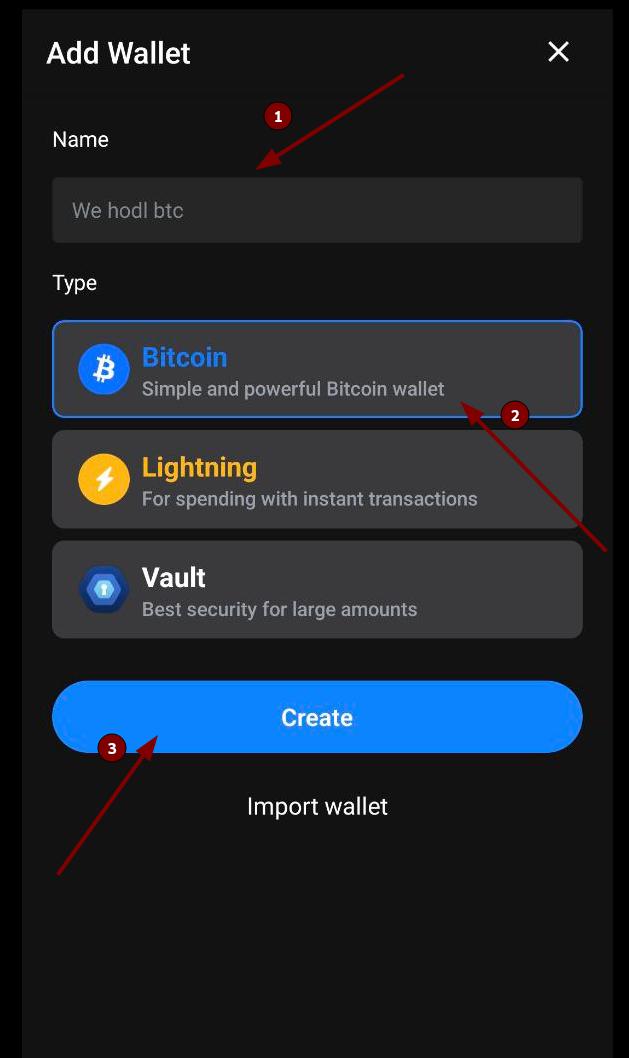 Add Wallet
1
Name
We hodl btc
Type
Bitcoin
Simple and powerful Bitcoin wallet
2
Lightning
For spending with instant transactions
Vault
Best security for large amounts
Create
3
Import wallet